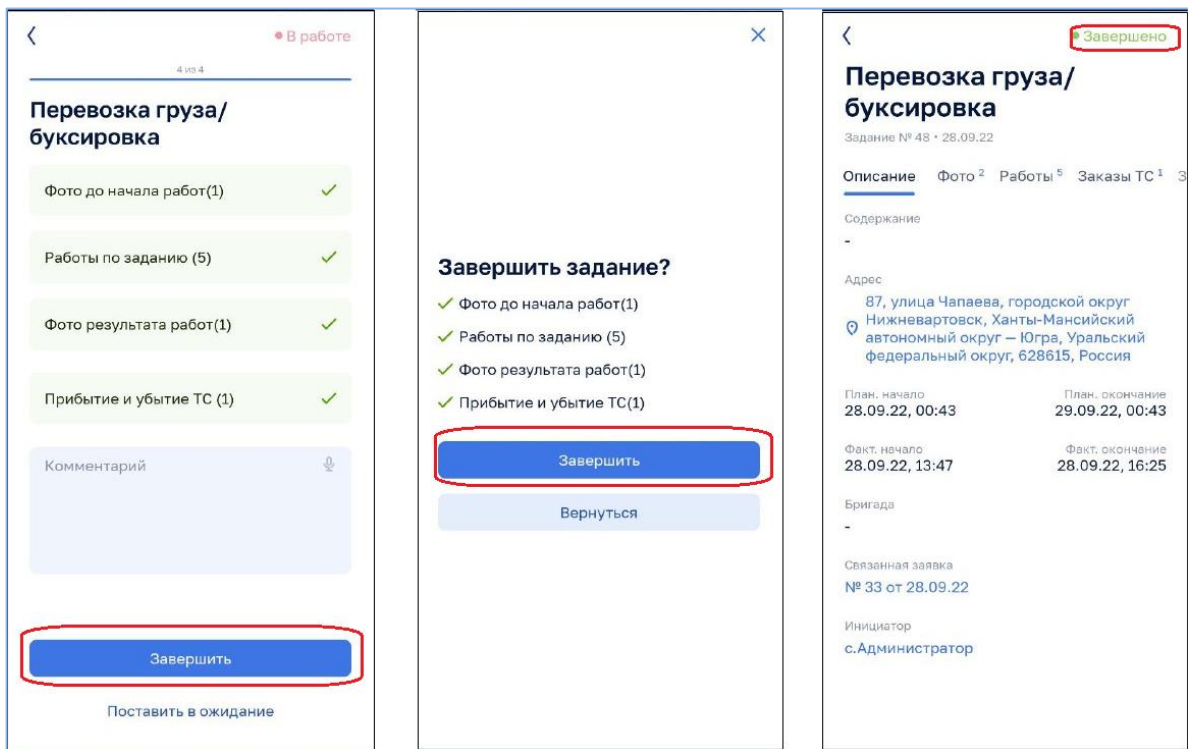 В работе
4 из 4
Перевозка груза/
буксировка
Фото до начала работ(1)
Работы по заданию (5)
Фото результата работ(1)
Прибытие и убытие ТС (1)
Комментарий
Завершить
Поставить в ожидание
Завершить задание?
Фото до начала работ(1)
Работы по заданию (5)
Фото результата работ(1)
Прибытие и убытие ТС(1)
Завершить
Вернуться
Завершено
Перевозка груза/
буксировка
Задание № 48 • 28.09.22
Описание Фото 2 Работы 5 Заказы ТС 1 З
Содержание
-
Адрес
87, улица Чапаева, городской округ
Нижневартовск, Ханты-Мансийский
автономный округ — Югра, Уральский
федеральный округ, 628615, Россия
План. начало План. окончание
28.09.22, 00:43 29.09.22, 00:43
Факт. начало Факт. окончание
28.09.22, 13:47 28.09.22, 16:25
Бригада
-
Связанная заявка
№ 33 от 28.09.22
Инициатор
с.Администратор